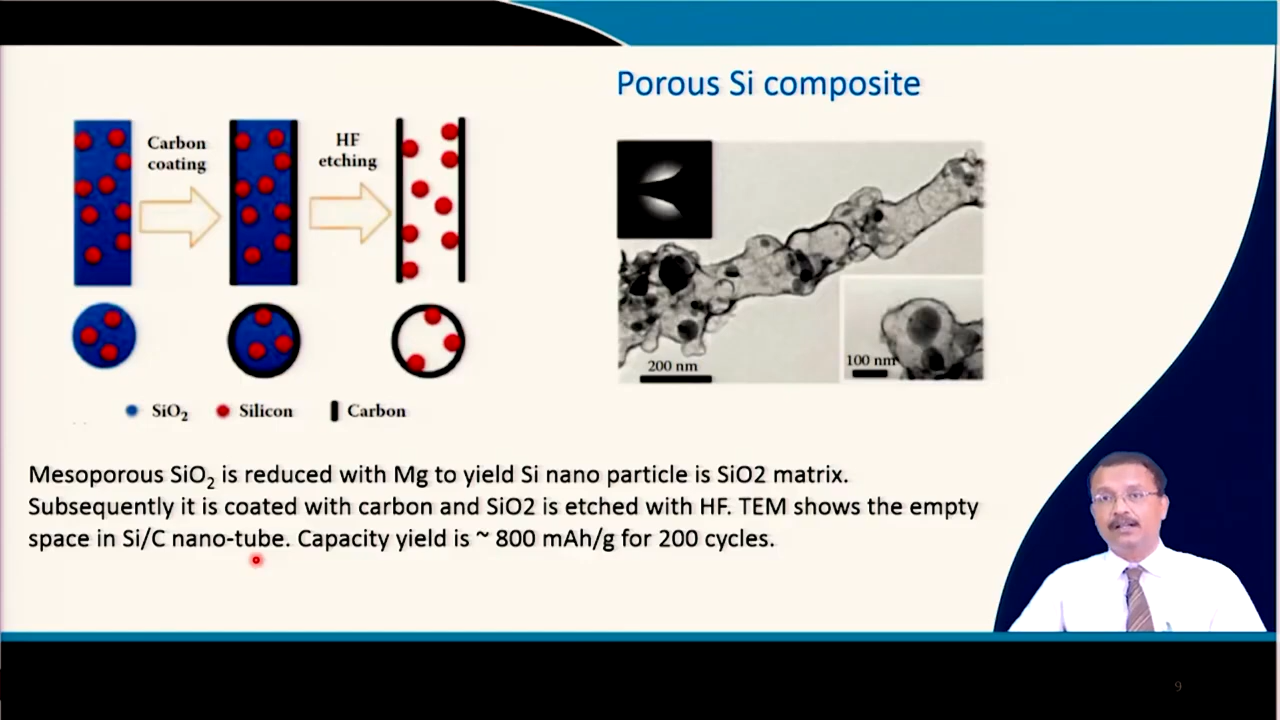 Porous Si composite
Carbon
coating
HF
etching
SiO₂
Silicon
Carbon
200 nm
100 nm
Mesoporous SiO₂ is reduced with Mg to yield Si nano particle is SiO2 matrix.
Subsequently it is coated with carbon and SiO2 is etched with HF. TEM shows the empty
space in Si/C nano-tube. Capacity yield is ~ 800 mAh/g for 200 cycles.
9